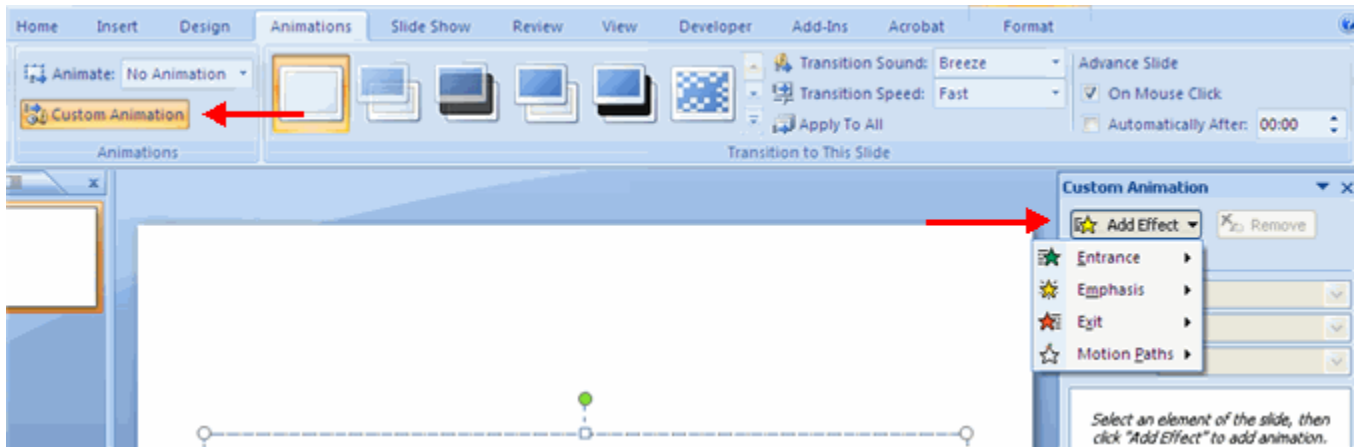 Home Insert Design Animations Slide Show Review View Developer Add-Ins Acrobat Format
Animate: No Animation
Custom Animation
Animations
Transition Sound: Breeze
Transition Speed: Fast
Apply To All
Transition to This Slide
Advance Slide
On Mouse Click
Automatically After: 00:00
Custom Animation
Add Effect Remove
Entrance
Emphasis
Exit
Motion Paths
Select an element of the slide, then
click "Add Effect" to add animation.